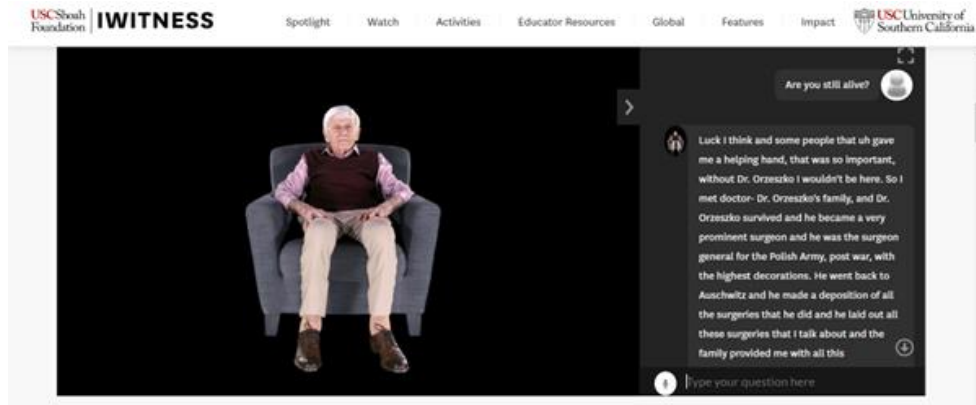 USCShoah
Foundation
IWITNESS
Spotlight Watch Activities Educator Resources Global Features Impact
USC University of
Southern California
Are you still alive?
Luck I think and some people that uh gave
me a helping hand, that was so important,
without Dr. Orzeszko I wouldn't be here. So I
met doctor- Dr. Orzeszko's family, and Dr.
Orzeszko survived and he became a very
prominent surgeon and he was the surgeon
general for the Polish Army, post war, with
the highest decorations. He went back to
Auschwitz and he made a deposition of all
the surgeries that he did and he laid out all
these surgeries that I talk about and the
family provided me with all this
Type your question here